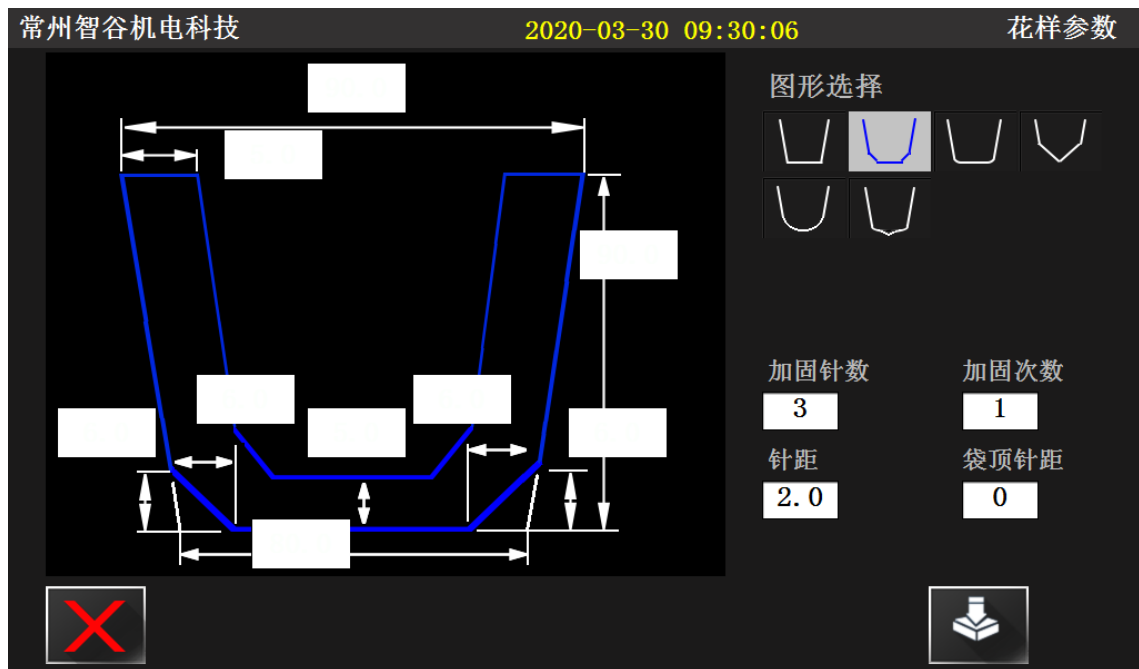 常州智谷机电科技 2020-03-30 09:30:06 花样参数
图形选择
加固针数 加固次数
3 1
针距 袋顶针距
2.0 0